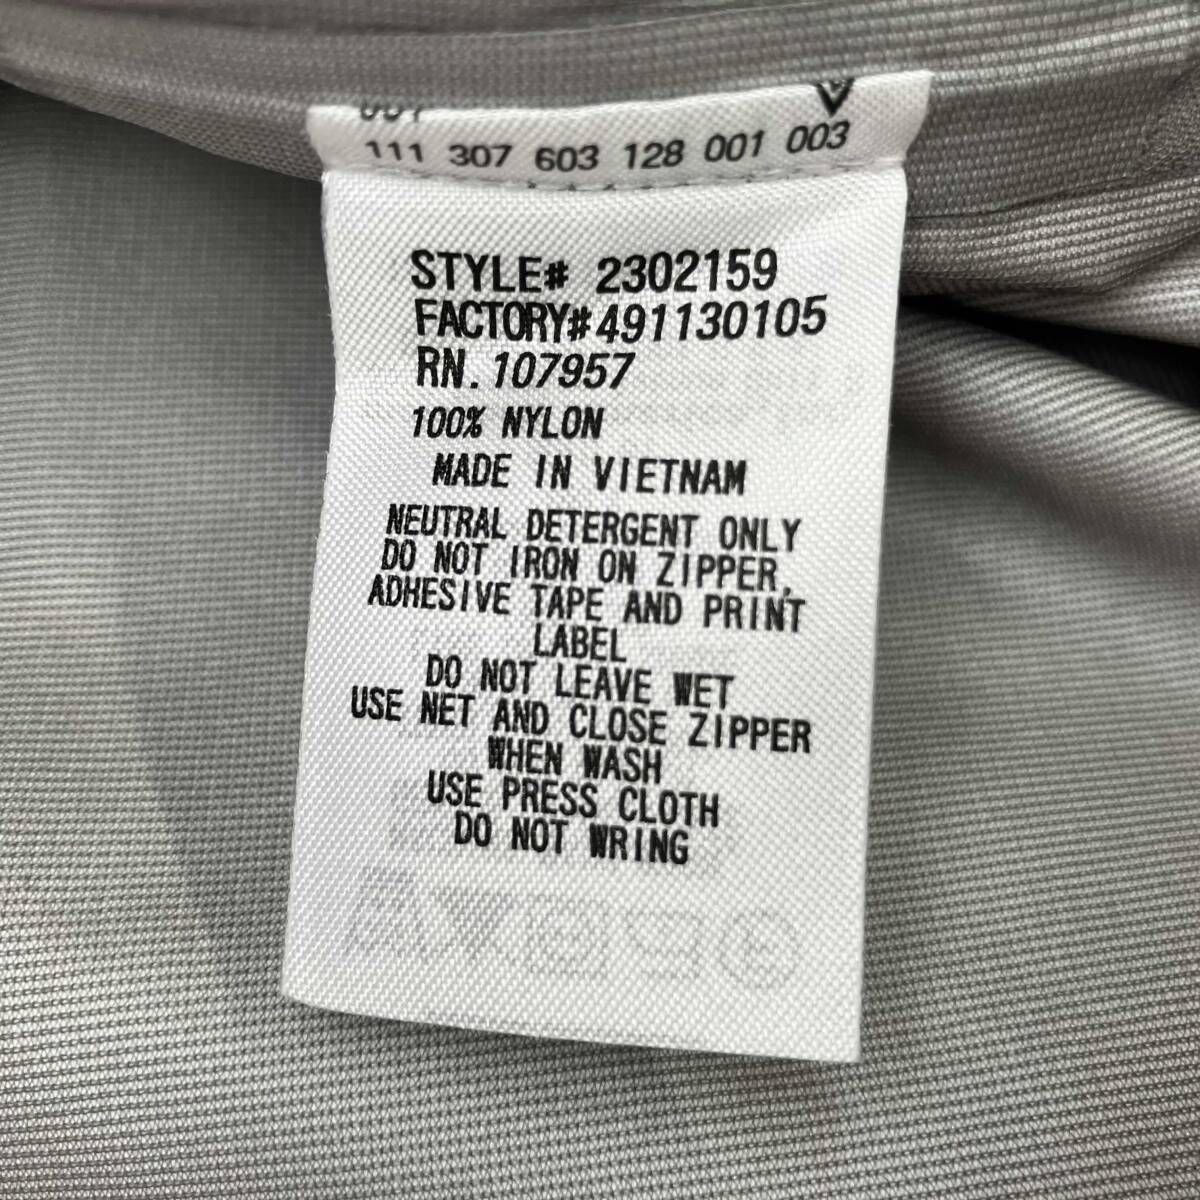 111 307 603 128 001 003
STYLE# 2302159
FACTORY#491130105
RN. 107957
100% NYLON
MADE IN VIETNAM
NEUTRAL DETERGENT ONLY
DO NOT IRON ON ZIPPER,
ADHESIVE TAPE AND PRINT
LABEL
DO NOT LEAVE WET
USE NET AND CLOSE ZIPPER
WHEN WASH
USE PRESS CLOTH
DO NOT WRING